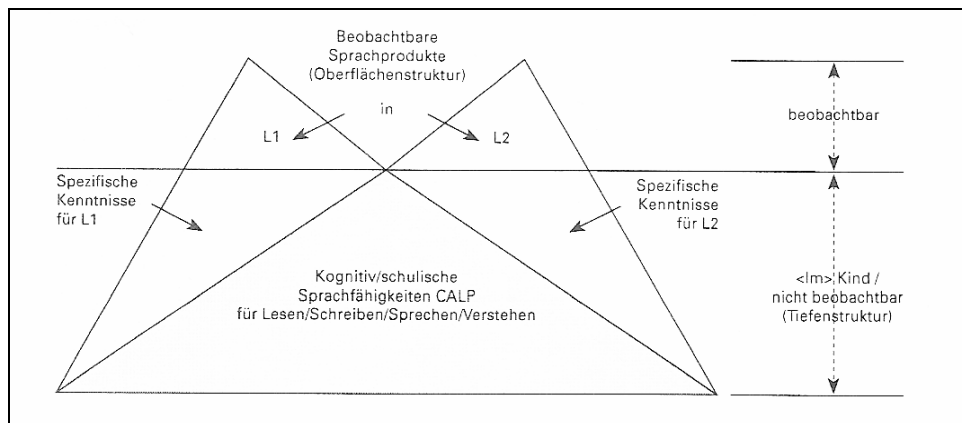 Beobachtbare
Sprachprodukte
(Oberflächenstruktur)
in
L1
L2
beobachtbar
Spezifische
Kenntnisse
für L1
Spezifische
Kenntnisse
für L2
Kognitiv/schulische
Sprachfähigkeiten CALP
für Lesen/Schreiben/Sprechen/Verstehen
<Im> Kind /
nicht beobachtbar
(Tiefenstruktur)